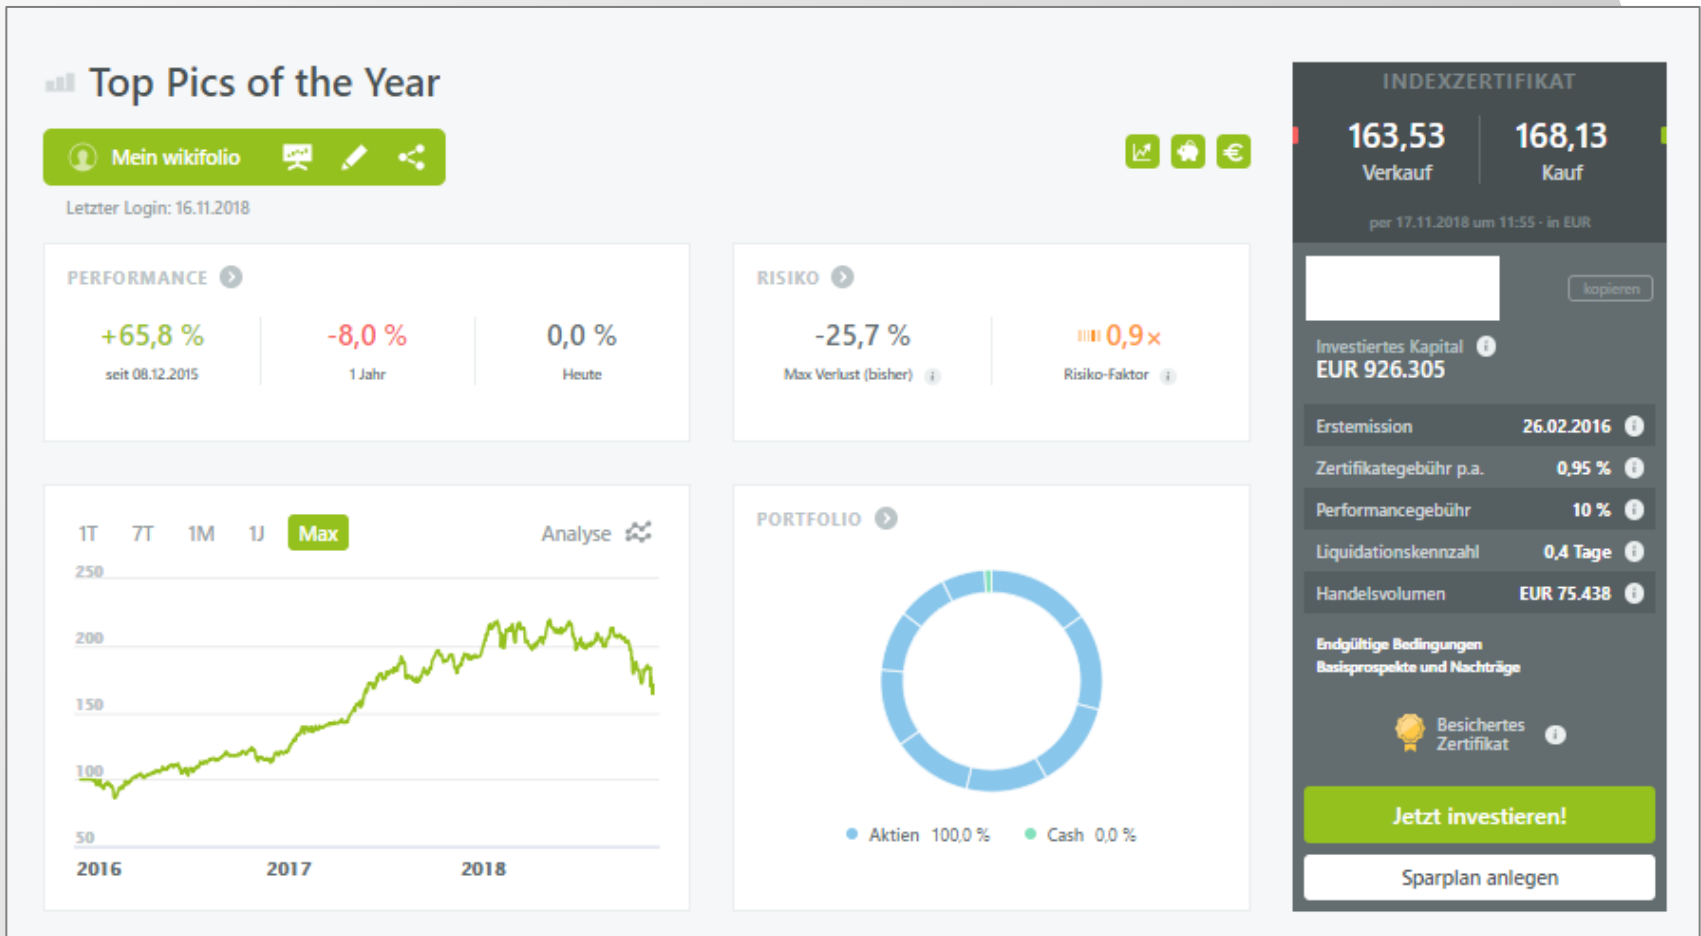 Top Pics of the Year
Mein wikifolio
Letzter Login: 16.11.2018
PERFORMANCE
+65,8 %
seit 08.12.2015
-8,0 %
1 Jahr
0,0 %
Heute
RISIKO
-25,7 %
Max Verlust (bisher) i
0,9 x
Risiko-Faktor i
1T 7T 1M 1J Max Analyse
250
200
150
100
50
2016 2017 2018
PORTFOLIO
Aktien 100,0 % Cash 0,0 %
INDEXZERTIFIKAT
163,53 168,13
Verkauf Kauf
per 17.11.2018 um 11:55 - in EUR
kopieren
Investiertes Kapital i
EUR 926.305
Erstemission 26.02.2016 i
Zertifikategebühr p.a. 0,95 % i
Performancegebühr 10 % i
Liquidationskennzahl 0,4 Tage i
Handelsvolumen EUR 75.438 i
Endgültige Bedingungen
Basisprospekte und Nachträge
Besichertes
Zertifikat i
Jetzt investieren!
Sparplan anlegen